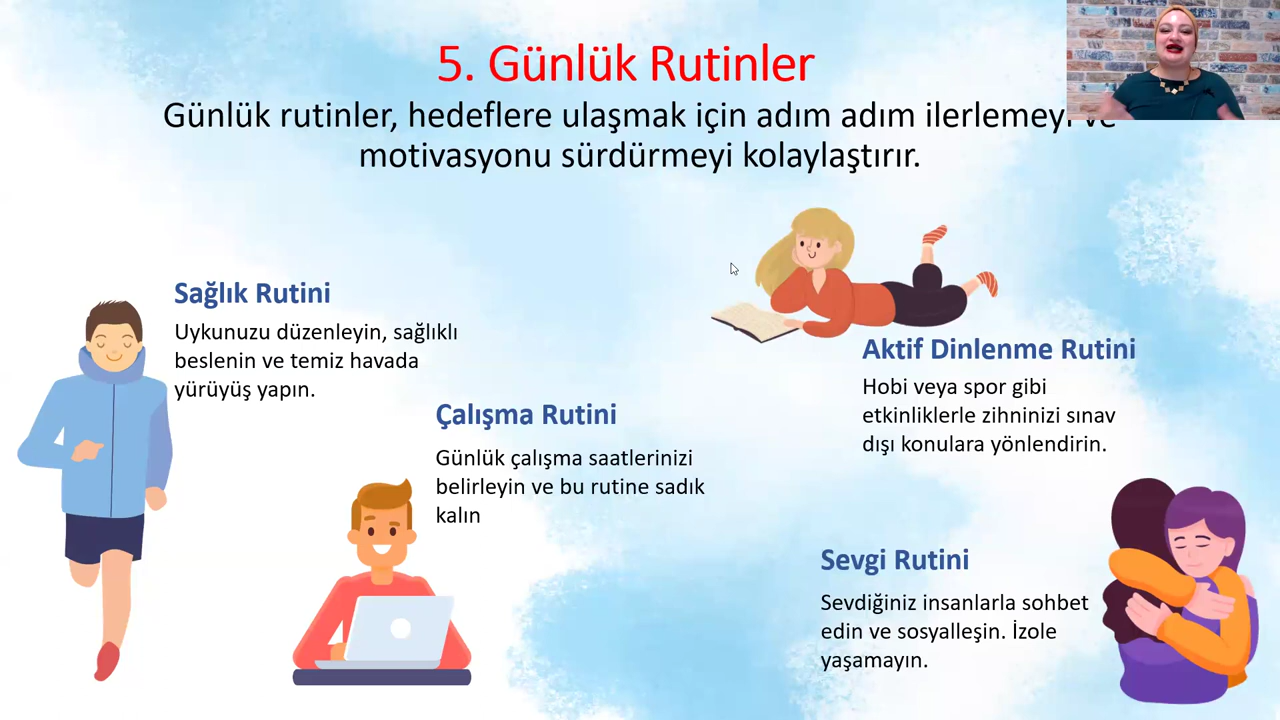 5. Günlük Rutinler
Günlük rutinler, hedeflere ulaşmak için adım adım ilerlemeyi ve
motivasyonu sürdürmeyi kolaylaştırır.
Sağlık Rutini
Uykunuzu düzenleyin, sağlıklı
beslenin ve temiz havada
yürüyüş yapın.
Çalışma Rutini
Günlük çalışma saatlerinizi
belirleyin ve bu rutine sadık
kalın
Aktif Dinlenme Rutini
Hobi veya spor gibi
etkinliklerle zihninizi sınav
dışı konulara yönlendirin.
Sevgi Rutini
Sevdiğiniz insanlarla sohbet
edin ve sosyalleşin. İzole
yaşamayın.